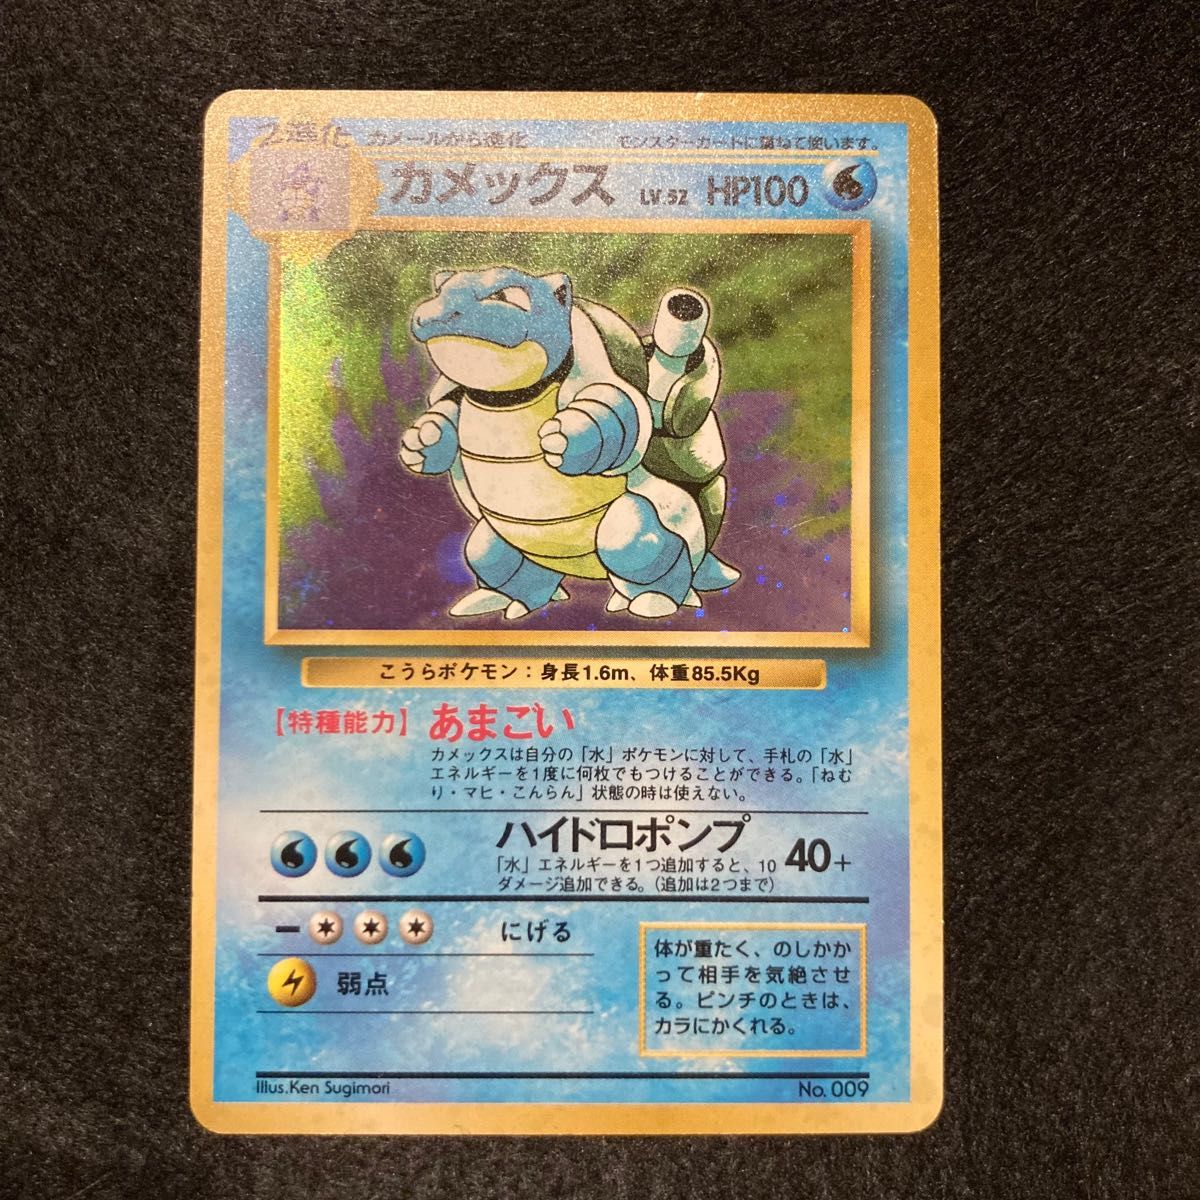 2進化 カメールから進化 モンスターカードに重ねて使います。
カメックス LV.52 HP100
こうらポケモン：身長1.6m、体重85.5Kg
【特種能力】 あまごい
カメックスは自分の「水」ポケモンに対して、手札の「水」
エネルギーを1度に何枚でもつけることができる。「ねむ
り・マヒ・こんらん」状態の時は使えない。
ハイドロポンプ 40+
「水」エネルギーを1つ追加すると、10
ダメージ追加できる。（追加は2つまで）
ー にげる
弱点
体が重たく、のしかか
って相手を気絶させ
る。ピンチのときは、
カラにかくれる。
Illus.Ken Sugimori No. 009